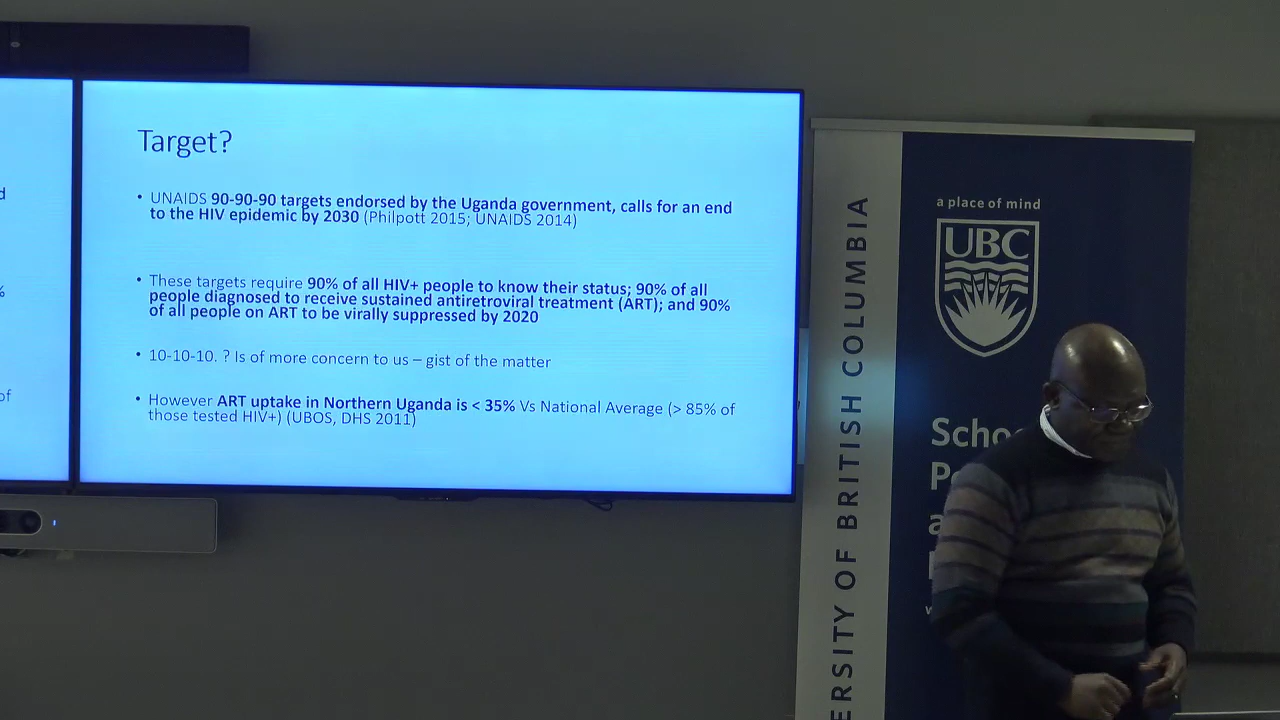 Target?
• UNAIDS 90-90-90 targets endorsed by the Uganda government, calls for an end
to the HIV epidemic by 2030 (Philpott 2015; UNAIDS 2014)
• These targets require 90% of all HIV+ people to know their status; 90% of all
people diagnosed to receive sustained antiretroviral treatment (ART); and 90%
of all people on ART to be virally suppressed by 2020
• 10-10-10. ? Is of more concern to us – gist of the matter
• However ART uptake in Northern Uganda is < 35% Vs National Average (> 85% of
those tested HIV+) (UBOS, DHS 2011)
%
of
ERSITY OF BRITISH COLUMBIA
a place of mind
UBC
Scho